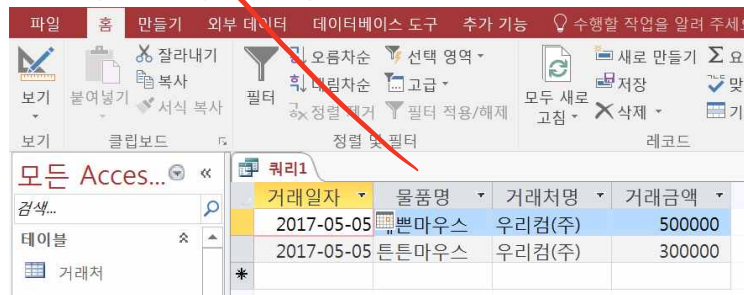 파일 홈 만들기 외부 데이터 데이터베이스 도구 추가 기능 수행할 작업을 알려 주세
보기 붙여넣기 잘라내기 복사 서식 복사
필터 오름차순 내림차순 정렬 제거 선택 영역 고급 필터 적용/해제
모두 새로 고침 새로 만들기 저장 삭제 Σ 요 맞 기
보기 클립보드 정렬 및 필터 레코드
모든 Acces... «
쿼리1
검색...
거래일자 물품명 거래처명 거래금액
2017-05-05 쁜마우스 우리컴(주) 500000
테이블
2017-05-05 튼튼마우스 우리컴(주) 300000
거래처